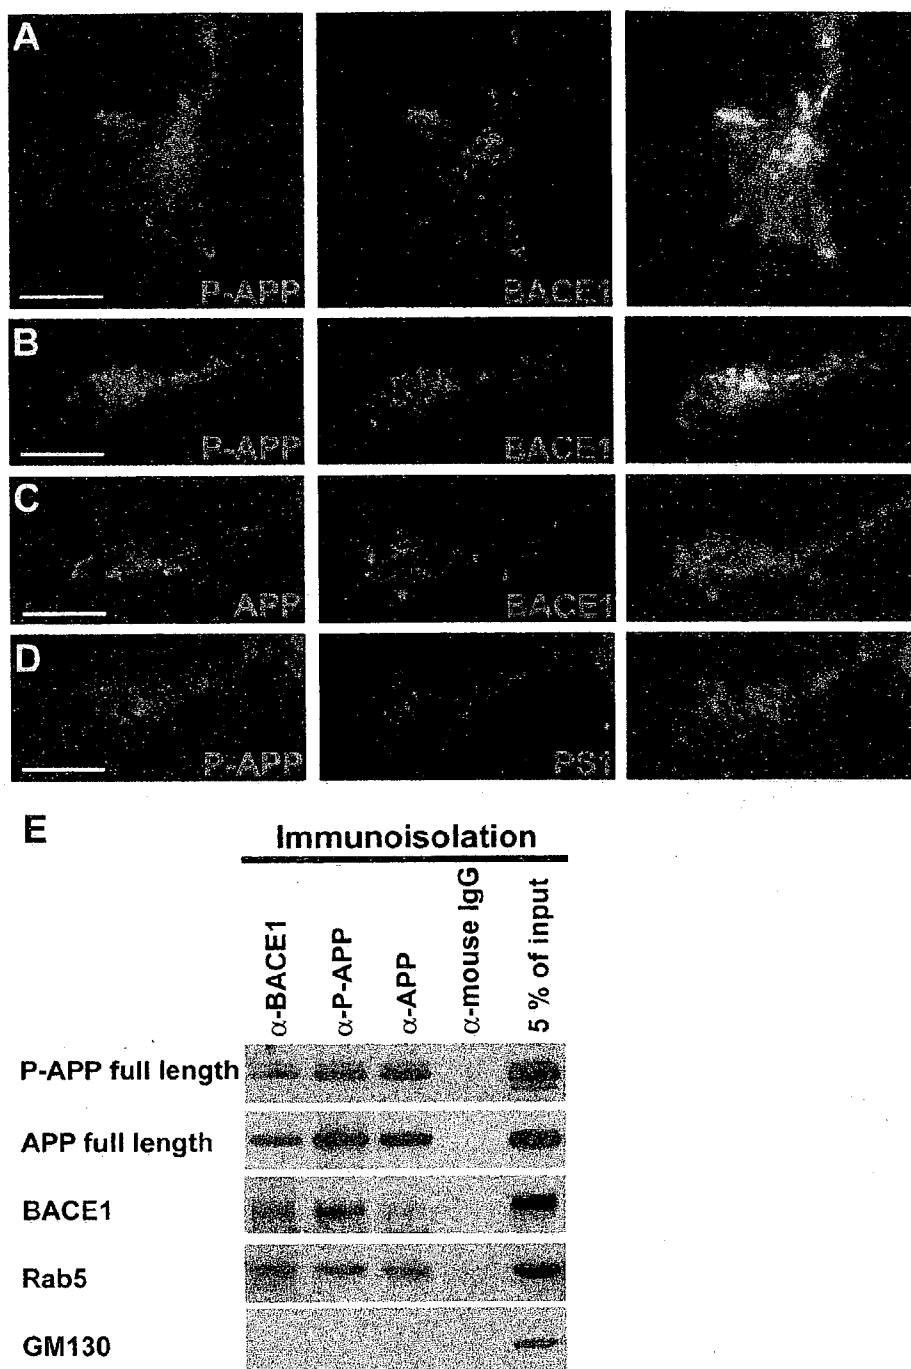 A
P-APP
BACE1
B
P-APP
BACE1
C
APP
BACE1
D
P-APP
PS1
E
Immunoisolation
α-BACE1
α-P-APP
α-APP
α-mouse IgG
5 % of input
P-APP full length
APP full length
BACE1
Rab5
GM130